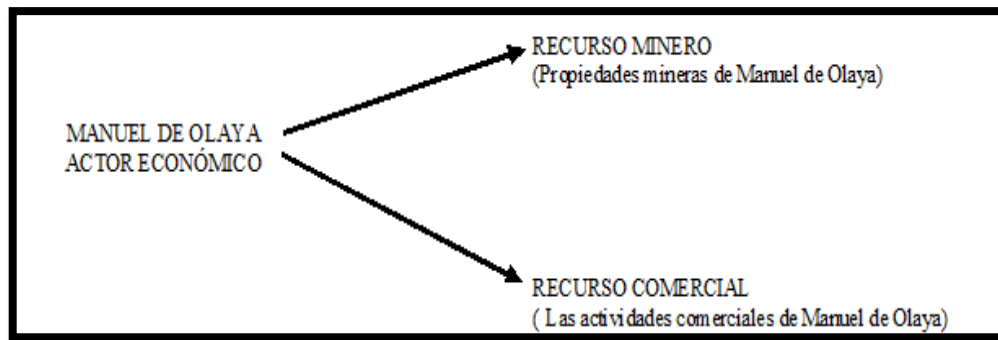 RECURSO MINERO
(Propiedades mineras de Manuel de Olaya)
MANUEL DE OLAYA
ACTOR ECONÓMICO
RECURSO COMERCIAL
( Las actividades comerciales de Manuel de Olaya)